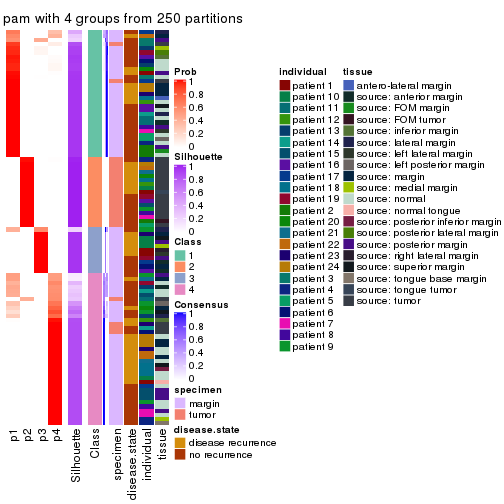 pam with 4 groups from 250 partitions
Prob
1
0.8
0.6
0.4
0.2
0
Silhouette
1
0.8
0.6
0.4
0.2
0
Class
1
2
3
4
Consensus
1
0.8
0.6
0.4
0.2
0
specimen
margin
tumor
disease.state
disease recurrence
no recurrence
individual
patient 1
patient 10
patient 11
patient 12
patient 13
patient 14
patient 15
patient 16
patient 17
patient 18
patient 19
patient 2
patient 20
patient 21
patient 22
patient 23
patient 24
patient 3
patient 4
patient 5
patient 6
patient 7
patient 8
patient 9
tissue
antero-lateral margin
source: anterior margin
source: FOM margin
source: FOM tumor
source: inferior margin
source: lateral margin
source: left lateral margin
source: left posterior margin
source: margin
source: medial margin
source: normal
source: normal tongue
source: posterior inferior margin
source: posterior lateral margin
source: posterior margin
source: right lateral margin
source: superior margin
source: tongue base margin
source: tongue tumor
source: tumor
p1
p2
p3
p4
Silhouette
Class
specimen
disease.state
individual
tissue